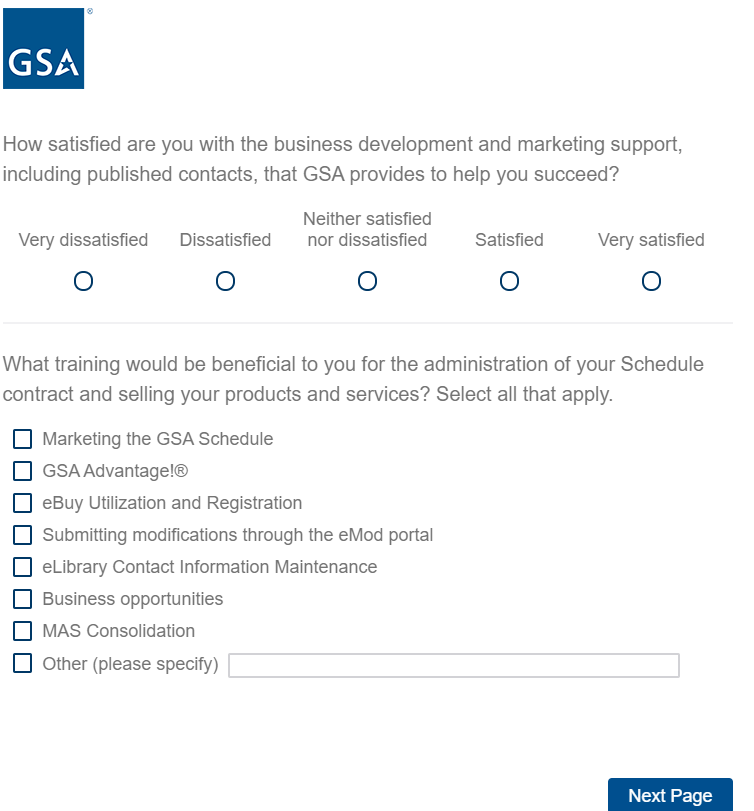 GSA®
How satisfied are you with the business development and marketing support,
including published contacts, that GSA provides to help you succeed?
Very dissatisfied
Dissatisfied
Neither satisfied
nor dissatisfied
Satisfied
Very satisfied
What training would be beneficial to you for the administration of your Schedule
contract and selling your products and services? Select all that apply.
Marketing the GSA Schedule
GSA Advantage!®
eBuy Utilization and Registration
Submitting modifications through the eMod portal
eLibrary Contact Information Maintenance
Business opportunities
MAS Consolidation
Other (please specify)
Next Page